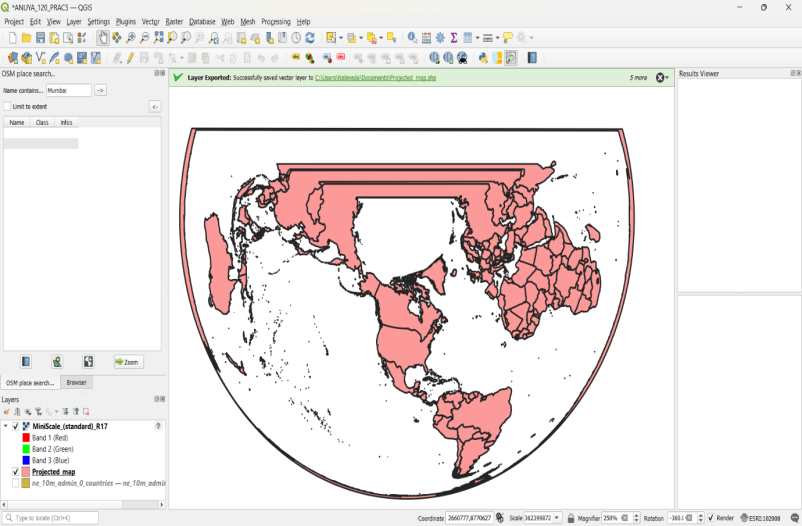 *ANUVA_120_PRAC5 — QGIS
Project Edit View Layer Settings Plugins Vector Raster Database Web Mesh Processing Help
OSM place search..
Name contains... Mumbai ->
Limit to extent <-
Name Class Infos
Zoom
OSM place search... Browser
Layers
MiniScale_(standard)_R17 ?
Band 1 (Red)
Band 2 (Green)
Band 3 (Blue)
Projected_map
ne_10m_admin_0_countries — ne_10m_admin
Layer Exported: Successfully saved vector layer to C:\Users\Nalawade\Documents\Projected_map.shp 5 more
Results Viewer
Type to locate (Ctrl+K) Coordinate 2660777,8770627 Scale 362399872 Magnifier 250% Rotation -360.( Render ESRI:102008